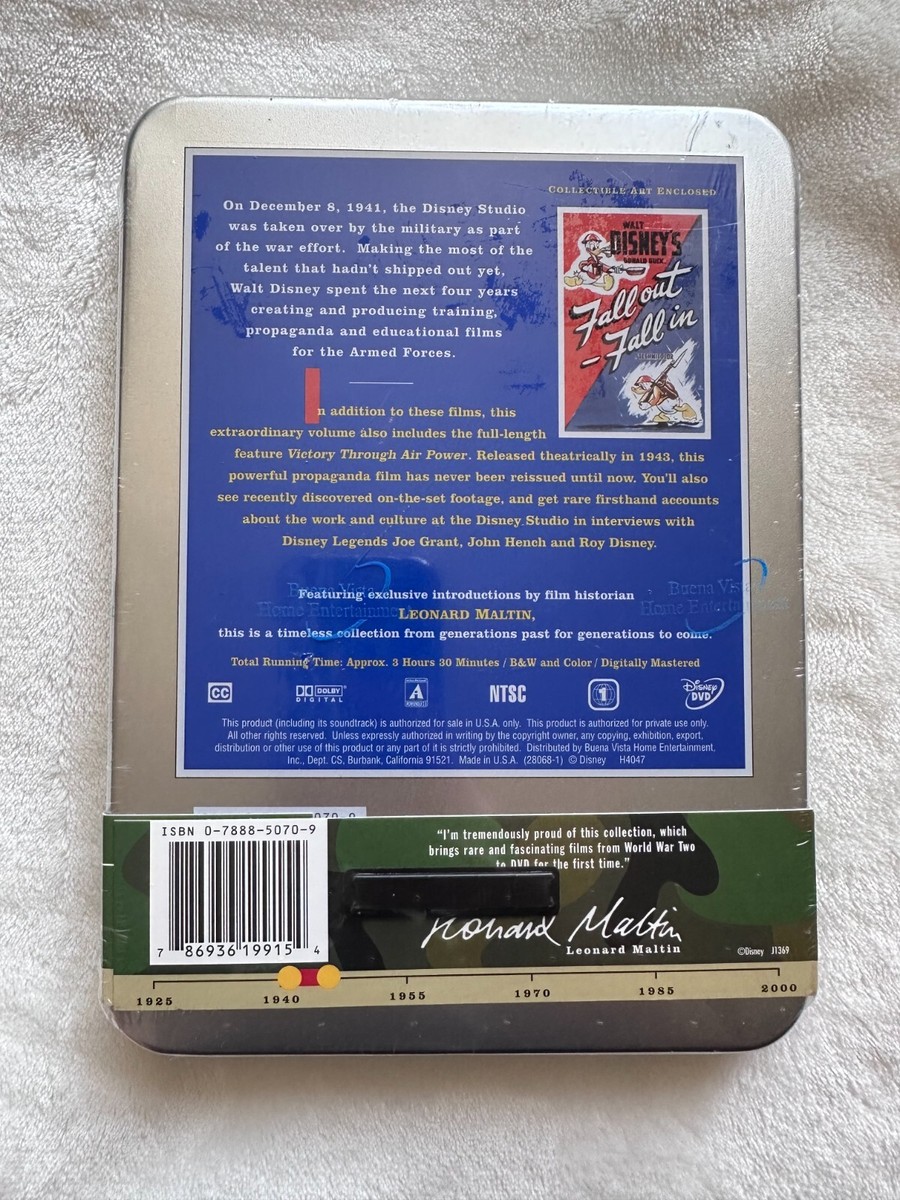 COLLECTIBLE ART ENCLOSED
On December 8, 1941, the Disney Studio
was taken over by the military as part
of the war effort. Making the most of the
talent that hadn't shipped out yet,
Walt Disney spent the next four years
creating and producing training,
propaganda and educational films
for the Armed Forces.
WALT
DISNEY'S
DONALD DUCK
Fall out
- Fall in
n addition to these films, this
extraordinary volume also includes the full-length
feature Victory Through Air Power. Released theatrically in 1943, this
powerful propaganda film has never been reissued until now. You'll also
see recently discovered on-the-set footage, and get rare firsthand accounts
about the work and culture at the Disney Studio in interviews with
Disney Legends Joe Grant, John Hench and Roy Disney.
Buena Vista
Home Entertainment
Buena Vista
Home Entertainment
Featuring exclusive introductions by film historian
LEONARD MALTIN,
this is a timeless collection from generations past for generations to come.
Total Running Time: Approx. 3 Hours 30 Minutes / B&W and Color / Digitally Mastered
CC
DOLBY
DIGITAL
A
NTSC
1
DISNEY
DVD
This product (including its soundtrack) is authorized for sale in U.S.A. only. This product is authorized for private use only.
All other rights reserved. Unless expressly authorized in writing by the copyright owner, any copying, exhibition, export,
distribution or other use of this product or any part of it is strictly prohibited. Distributed by Buena Vista Home Entertainment,
Inc., Dept. CS, Burbank, California 91521. Made in U.S.A. (28068-1) © Disney H4047
ISBN 0-7888-5070-9
7 86936 19915 4
"I'm tremendously proud of this collection, which
brings rare and fascinating films from World War Two
to DVD for the first time."
Leonard Maltin
Leonard Maltin
©Disney J1369
1925 1940 1955 1970 1985 2000